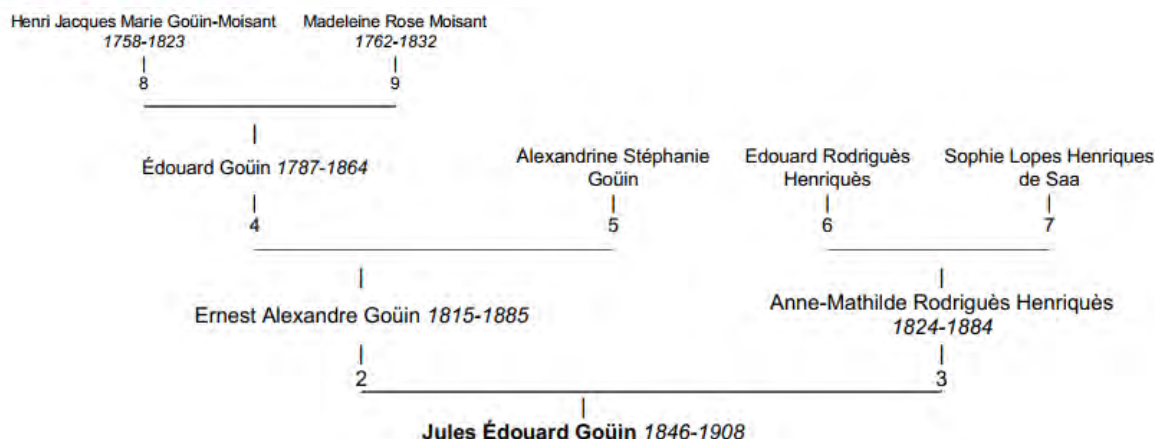 Henri Jacques Marie Goüin-Moisant Madeleine Rose Moisant
1758-1823 1762-1832
8 9
Édouard Goüin 1787-1864
Alexandrine Stéphanie Edouard Rodriguès Sophie Lopes Henriques
Goüin Henriquès de Saa
4 5 6 7
Ernest Alexandre Goüin 1815-1885
Anne-Mathilde Rodriguès Henriquès
1824-1884
2 3
Jules Édouard Goüin 1846-1908